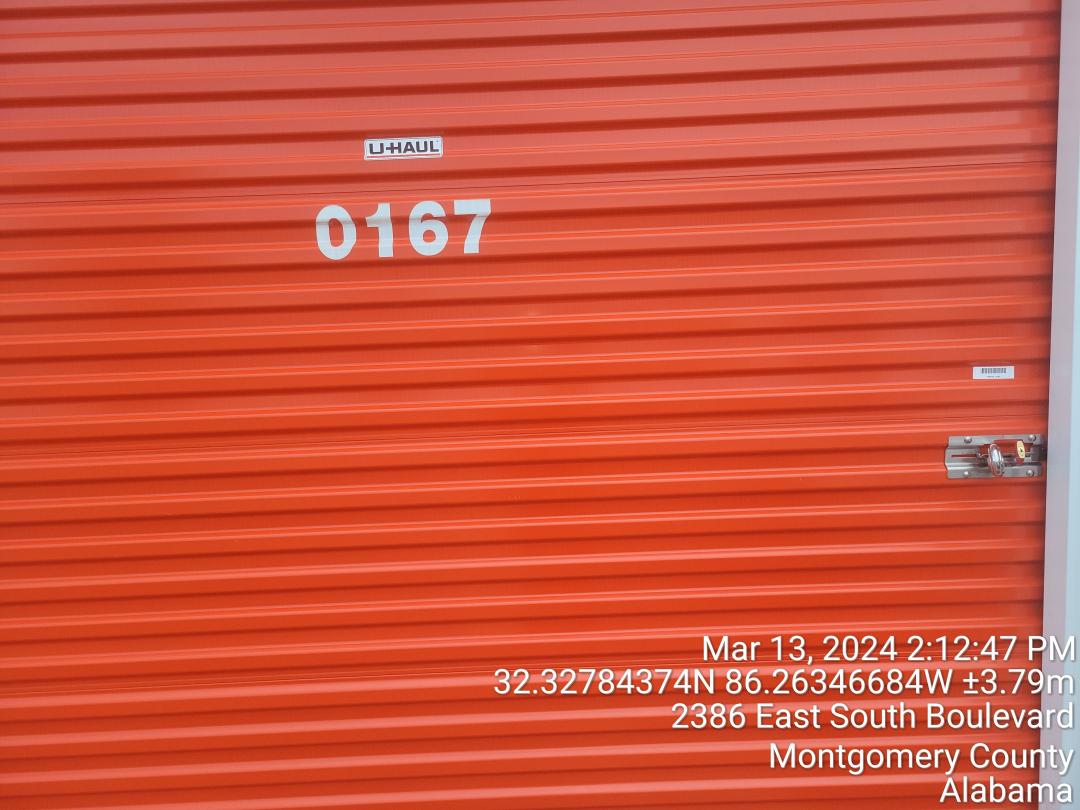 U-HAUL
0167
Mar 13, 2024 2:12:47 PM
32.32784374N 86.26346684W ±3.79m
2386 East South Boulevard
Montgomery County
Alabama